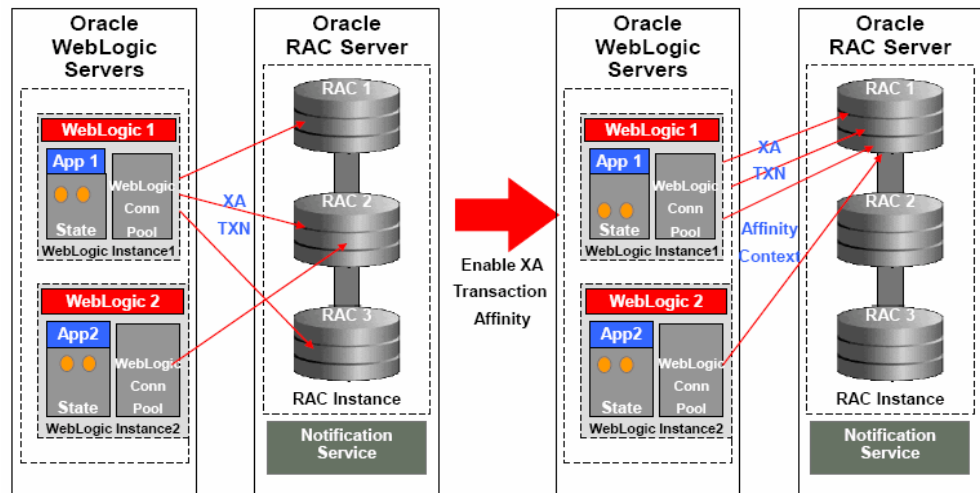 Oracle
WebLogic
Servers
WebLogic 1
App 1
State
WebLogic
Conn
Pool
WebLogic Instance1
WebLogic 2
App2
State
WebLogic
Conn
Pool
WebLogic Instance2
XA
TXN
Oracle
RAC Server
RAC 1
RAC 2
RAC 3
RAC Instance
Notification
Service
Enable XA
Transaction
Affinity
Oracle
WebLogic
Servers
WebLogic 1
App 1
State
WebLogic
Conn
Pool
WebLogic Instance1
WebLogic 2
App2
State
WebLogic
Conn
Pool
WebLogic Instance2
XA
TXN
Affinity
Context
Oracle
RAC Server
RAC 1
RAC 2
RAC 3
RAC Instance
Notification
Service